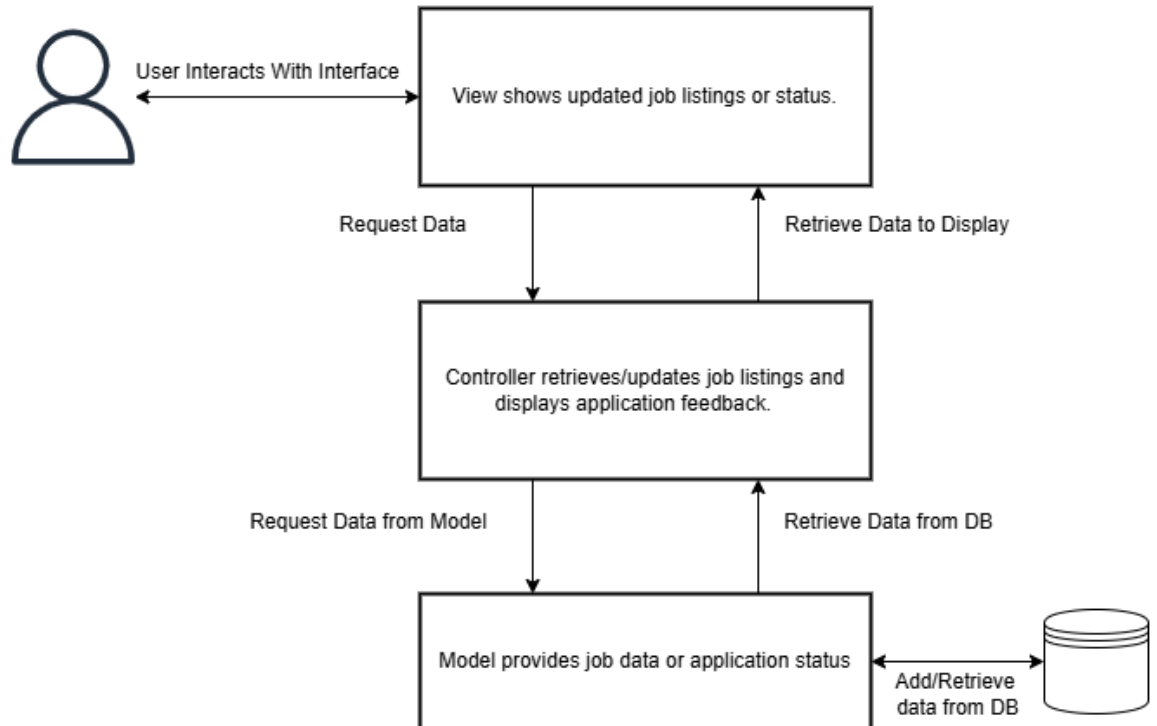 User Interacts With Interface
View shows updated job listings or status.
Request Data
Retrieve Data to Display
Controller retrieves/updates job listings and
displays application feedback.
Request Data from Model
Retrieve Data from DB
Model provides job data or application status
Add/Retrieve
data from DB